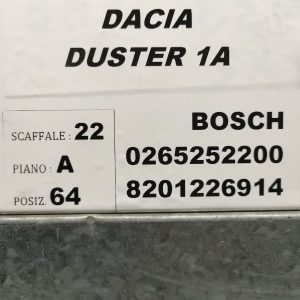 DACIA
DUSTER 1A
SCAFFALE : 22
PIANO : A
POSIZ. 64
BOSCH
0265252200
8201226914